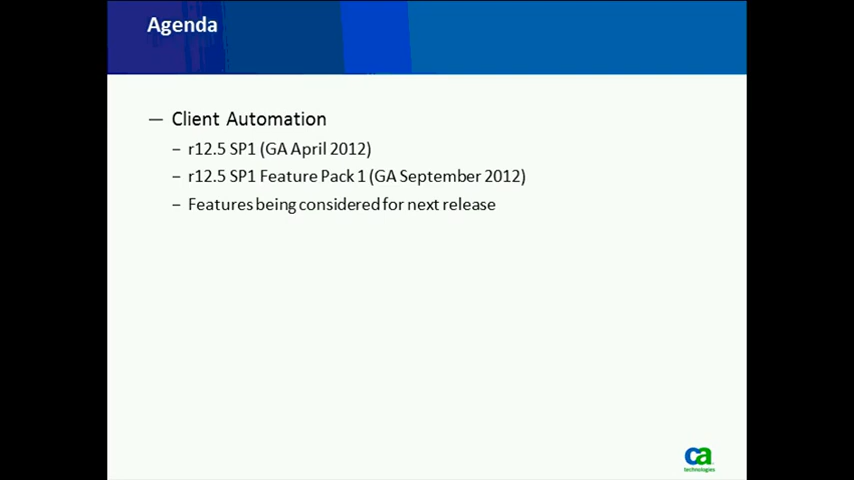 Agenda
— Client Automation
– r12.5 SP1 (GA April 2012)
– r12.5 SP1 Feature Pack 1 (GA September 2012)
– Features being considered for next release
ca
technologies